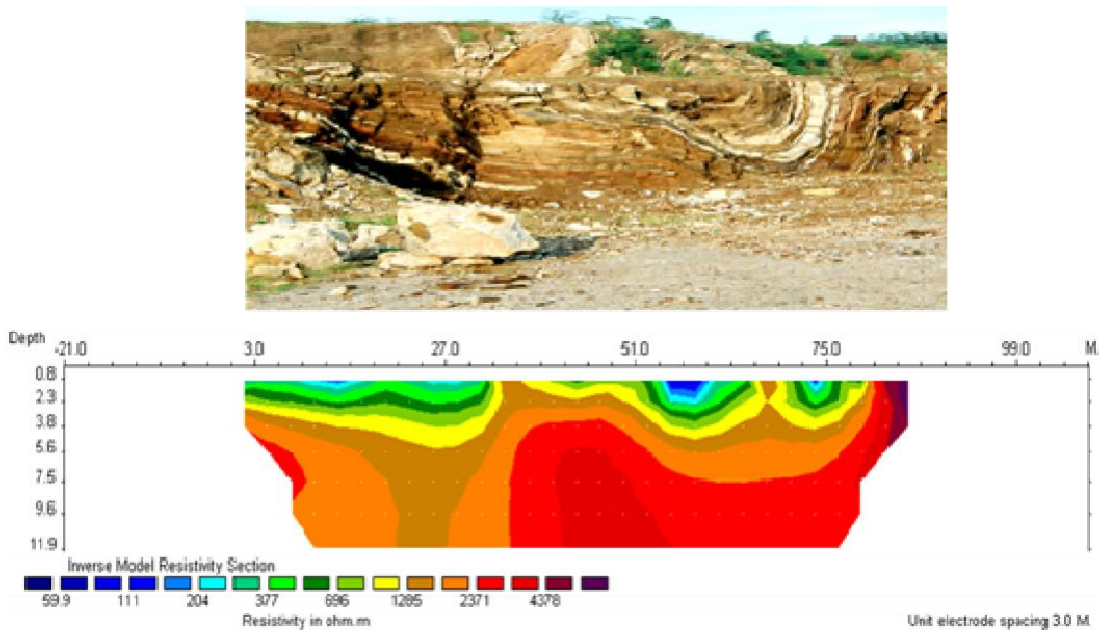 Depth
-21.0 3.0 27.0 51.0 75.0 99.0 M.
0.8
2.3
3.8
5.6
7.5
9.6
11.9
Inverse Model Resistivity Section
59.9 111 204 377 696 1285 2371 4378
Resistivity in ohm.m
Unit electrode spacing 3.0 M.